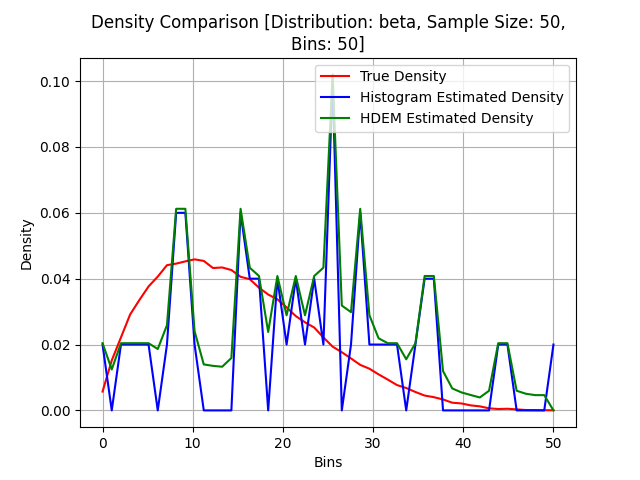 Density Comparison [Distribution: beta, Sample Size: 50,
Bins: 50]
True Density
Histogram Estimated Density
HDEM Estimated Density
0.10
0.08
0.06
0.04
0.02
0.00
Density
0 10 20 30 40 50
Bins